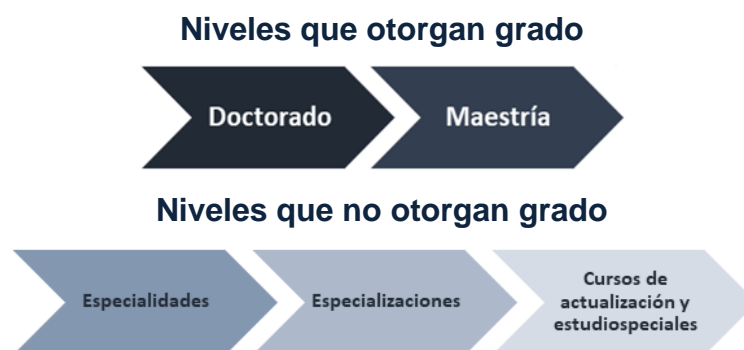 Niveles que otorgan grado
Doctorado
Maestría
Niveles que no otorgan grado
Especialidades
Especializaciones
Cursos de
actualización y
estudiospeciales